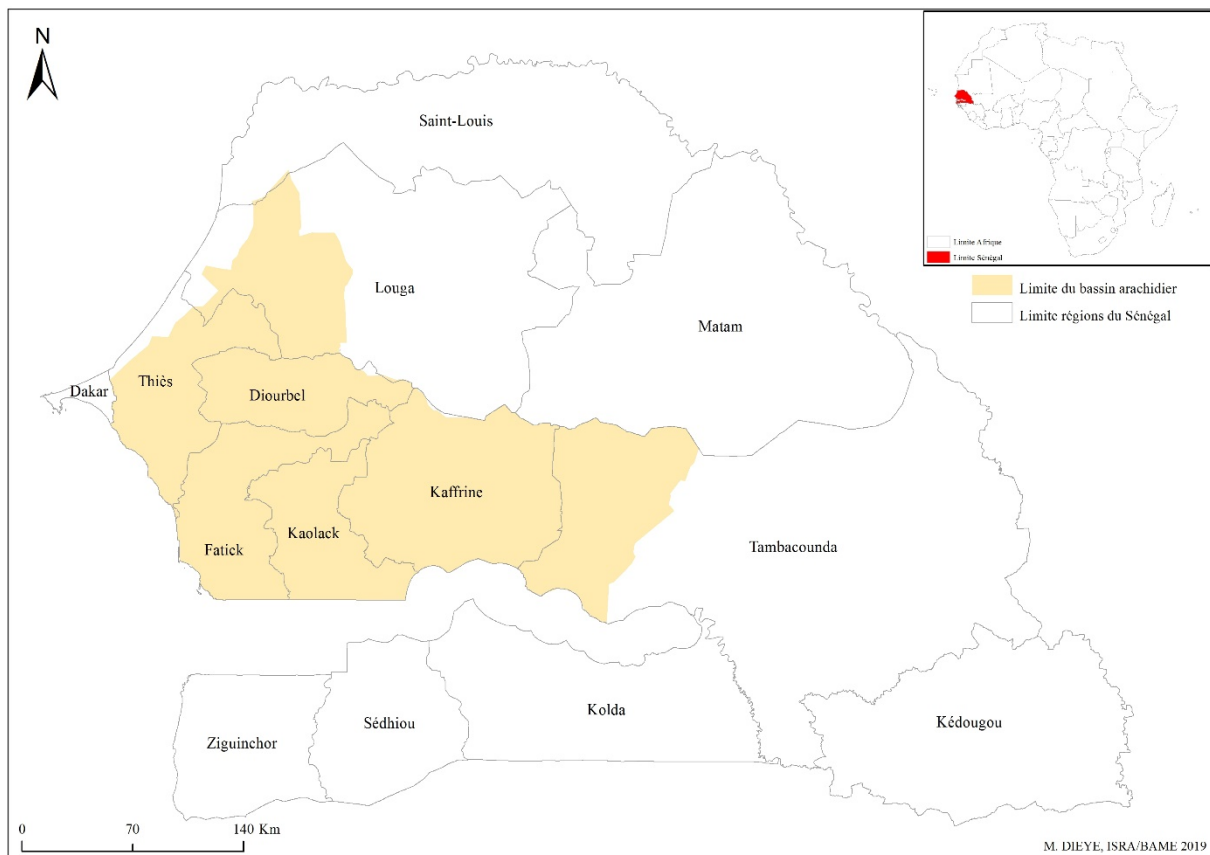 N
Saint-Louis
Limite Afrique
Limite Sénégal
Louga
Limite du bassin arachidier
Limite régions du Sénégal
Matam
Dakar
Thiès
Diourbel
Kaffrine
Kaolack
Fatick
Tambacounda
Kolda
Sédhiou
Kédougou
Ziguinchor
0 70 140 Km
M. DIEYE, ISRA/BAME 2019